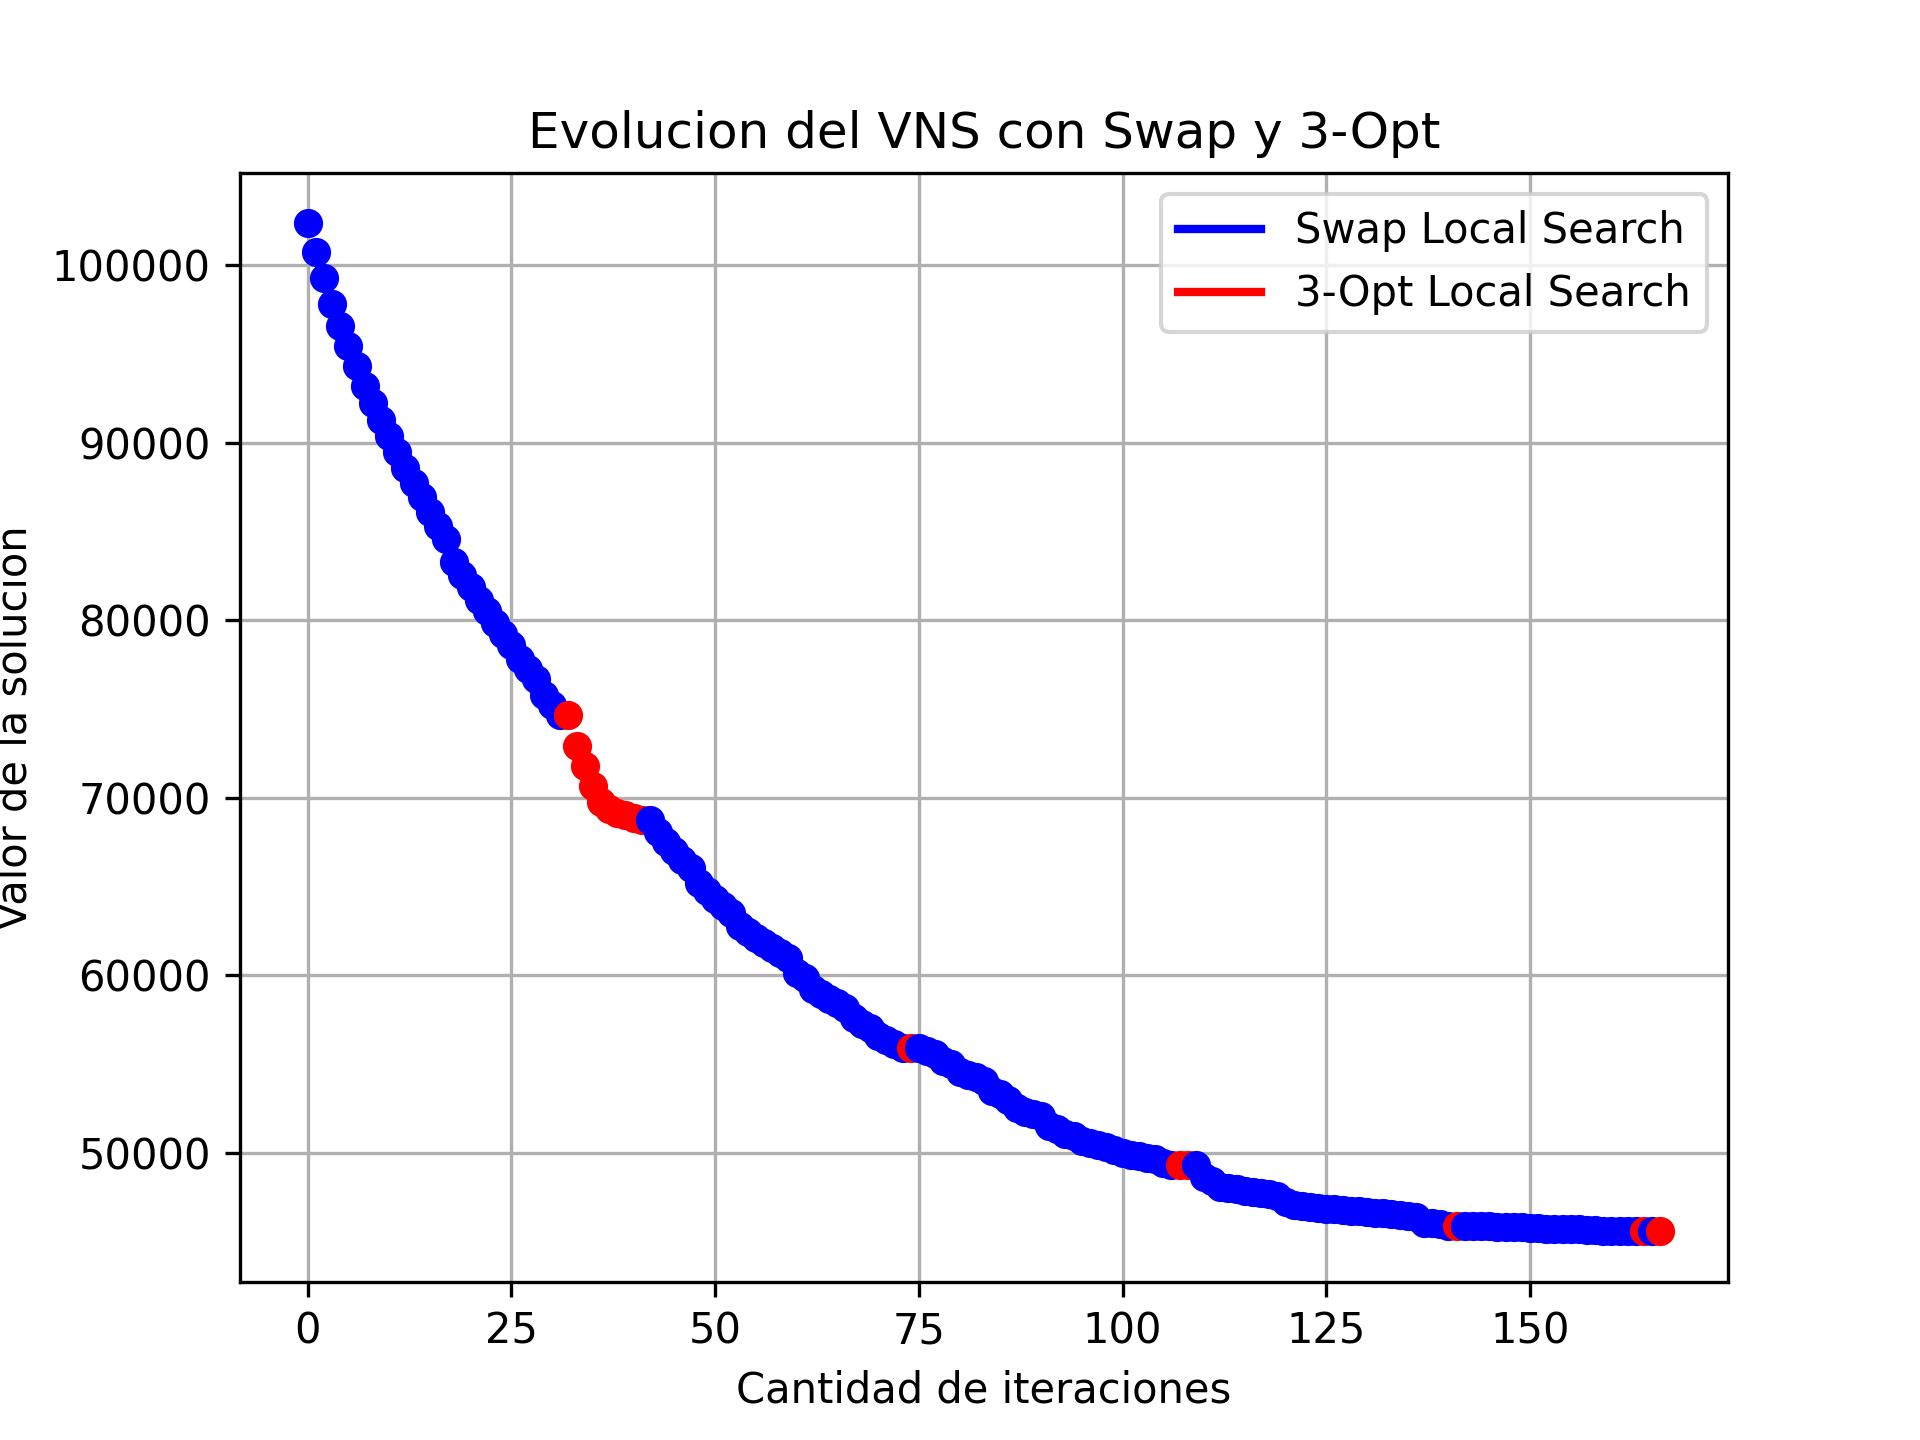 Evolucion del VNS con Swap y 3-Opt
Swap Local Search
3-Opt Local Search
100000
90000
80000
70000
60000
50000
Valor de la solucion
0 25 50 75 100 125 150
Cantidad de iteraciones